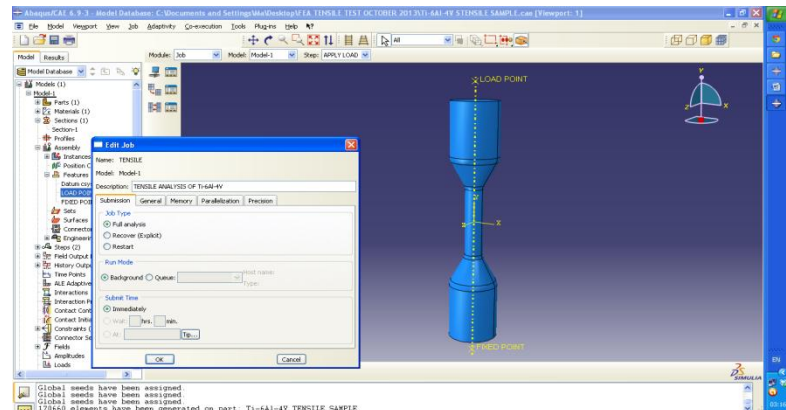 Abaqus/CAE 6.9-3 - Model Database: C:\Documents and Settings\Ma\Desktop\FEA TENSILE TEST OCTOBER 2013\Ti-6Al-4V STENSILE SAMPLE.cae [Viewport: 1]
File Model Viewport View Job Adaptivity Co-execution Tools Plug-ins Help
All
Model Results
Module: Job Model: Model-1 Step: APPLY LOAD
Model Database
Models (1)
Model-1
Parts (1)
Materials (1)
Sections (1)
Section-1
Profiles
Assembly
Instances
Position C
Features
Datum csy
LOAD POI
FIXED POI
Sets
Surfaces
Connector
Engineeri
Steps (2)
Field Output
History Outpu
Time Points
ALE Adaptive
Interactions
Interaction P
Contact Cont
Contact Initia
Constraints (
Connector Se
Fields
Amplitudes
Loads
Edit Job
Name: TENSILE
Model: Model-1
Description: TENSILE ANALYSIS OF Ti-6Al-4V
Submission General Memory Parallelization Precision
Job Type
Full analysis
Recover (Explicit)
Restart
Run Mode
Background Queue: Host name:
Type:
Submit Time
Immediately
Wait: hrs. min.
At: Tip...
OK Cancel
LOAD POINT
Y
Z X
Y
X
FIXED POINT
SIMULIA
EN
03:16
Global seeds have been assigned.
Global seeds have been assigned.
Global seeds have been assigned.
170660 elements have been generated on part: Ti-6Al-4V TENSILE SAMPLE